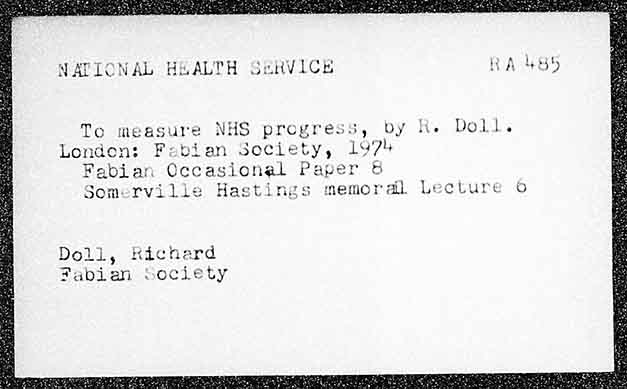 NATIONAL HEALTH SERVICE RA 485
To measure NHS progress, by R. Doll.
London: Fabian Society, 1974
Fabian Occasional Paper 8
Somerville Hastings memoral Lecture 6
Doll, Richard
Fabian Society